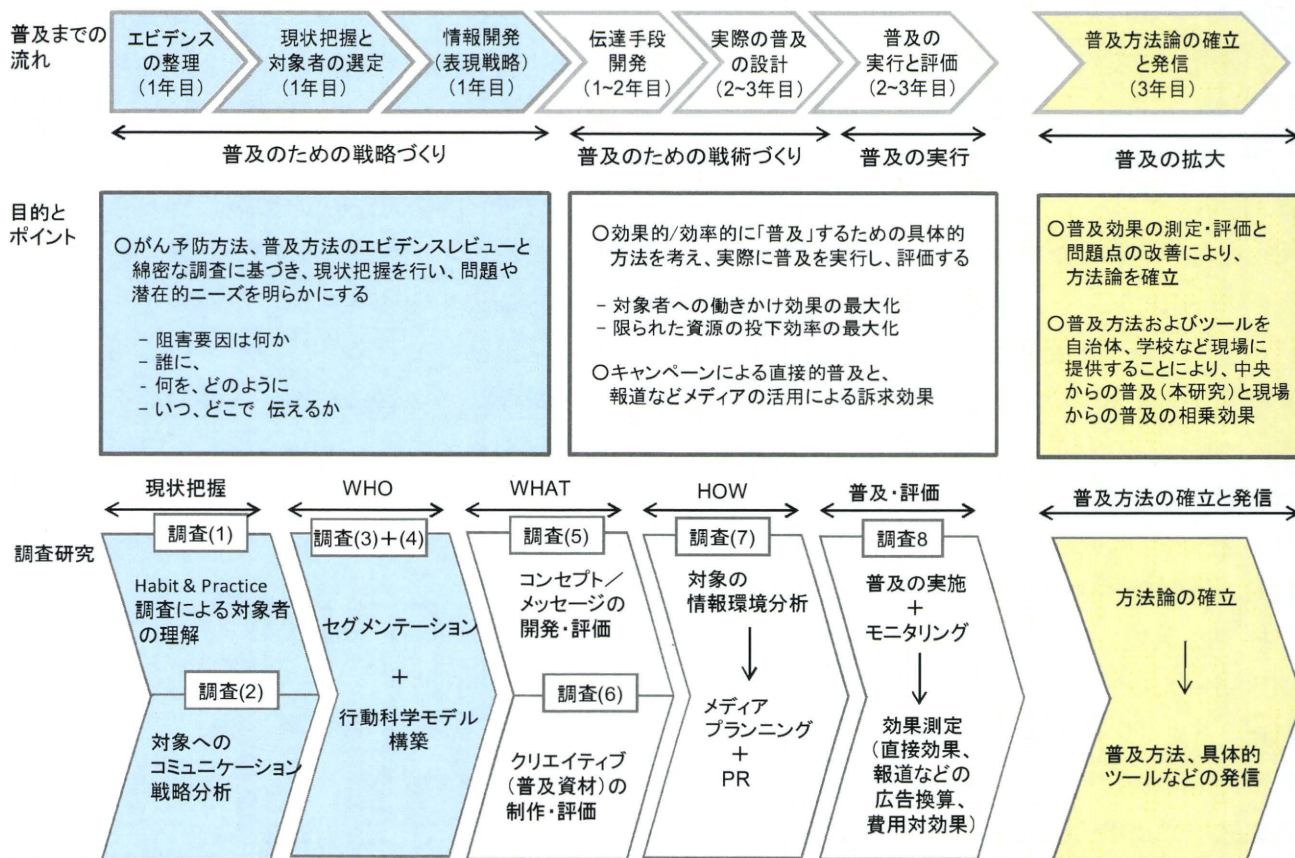 普及までの
流れ
エビデンス
の整理
(1年目)
現状把握と
対象者の選定
(1年目)
情報開発
(表現戦略)
(1年目)
伝達手段
開発
(1~2年目)
実際の普及
の設計
(2~3年目)
普及の
実行と評価
(2~3年目)
普及方法論の確立
と発信
(3年目)
普及のための戦略づくり
普及のための戦術づくり
普及の実行
普及の拡大
目的と
ポイント
○がん予防方法、普及方法のエビデンスレビューと
綿密な調査に基づき、現状把握を行い、問題や
潜在的ニーズを明らかにする
- 阻害要因は何か
- 誰に、
- 何を、どのように
- いつ、どこで 伝えるか
○効果的/効率的に「普及」するための具体的
方法を考え、実際に普及を実行し、評価する
- 対象者への働きかけ効果の最大化
- 限られた資源の投下効率の最大化
○キャンペーンによる直接的普及と、
報道などメディアの活用による訴求効果
○普及効果の測定・評価と
問題点の改善により、
方法論を確立
○普及方法およびツールを
自治体、学校など現場に
提供することにより、中央
からの普及(本研究)と現場
からの普及の相乗効果
調査研究
現状把握
調査(1)
Habit & Practice
調査による対象者
の理解
調査(2)
対象への
コミュニケーション
戦略分析
WHO
調査(3)+(4)
セグメンテーション
+
行動科学モデル
構築
WHAT
調査(5)
コンセプト/
メッセージの
開発・評価
調査(6)
クリエイティブ
(普及資材)の
制作・評価
HOW
調査(7)
対象の
情報環境分析
メディア
プランニング
+
PR
普及・評価
調査8
普及の実施
+
モニタリング
効果測定
(直接効果、
報道などの
広告換算、
費用対効果)
普及方法の確立と発信
方法論の確立
普及方法、具体的
ツールなどの発信